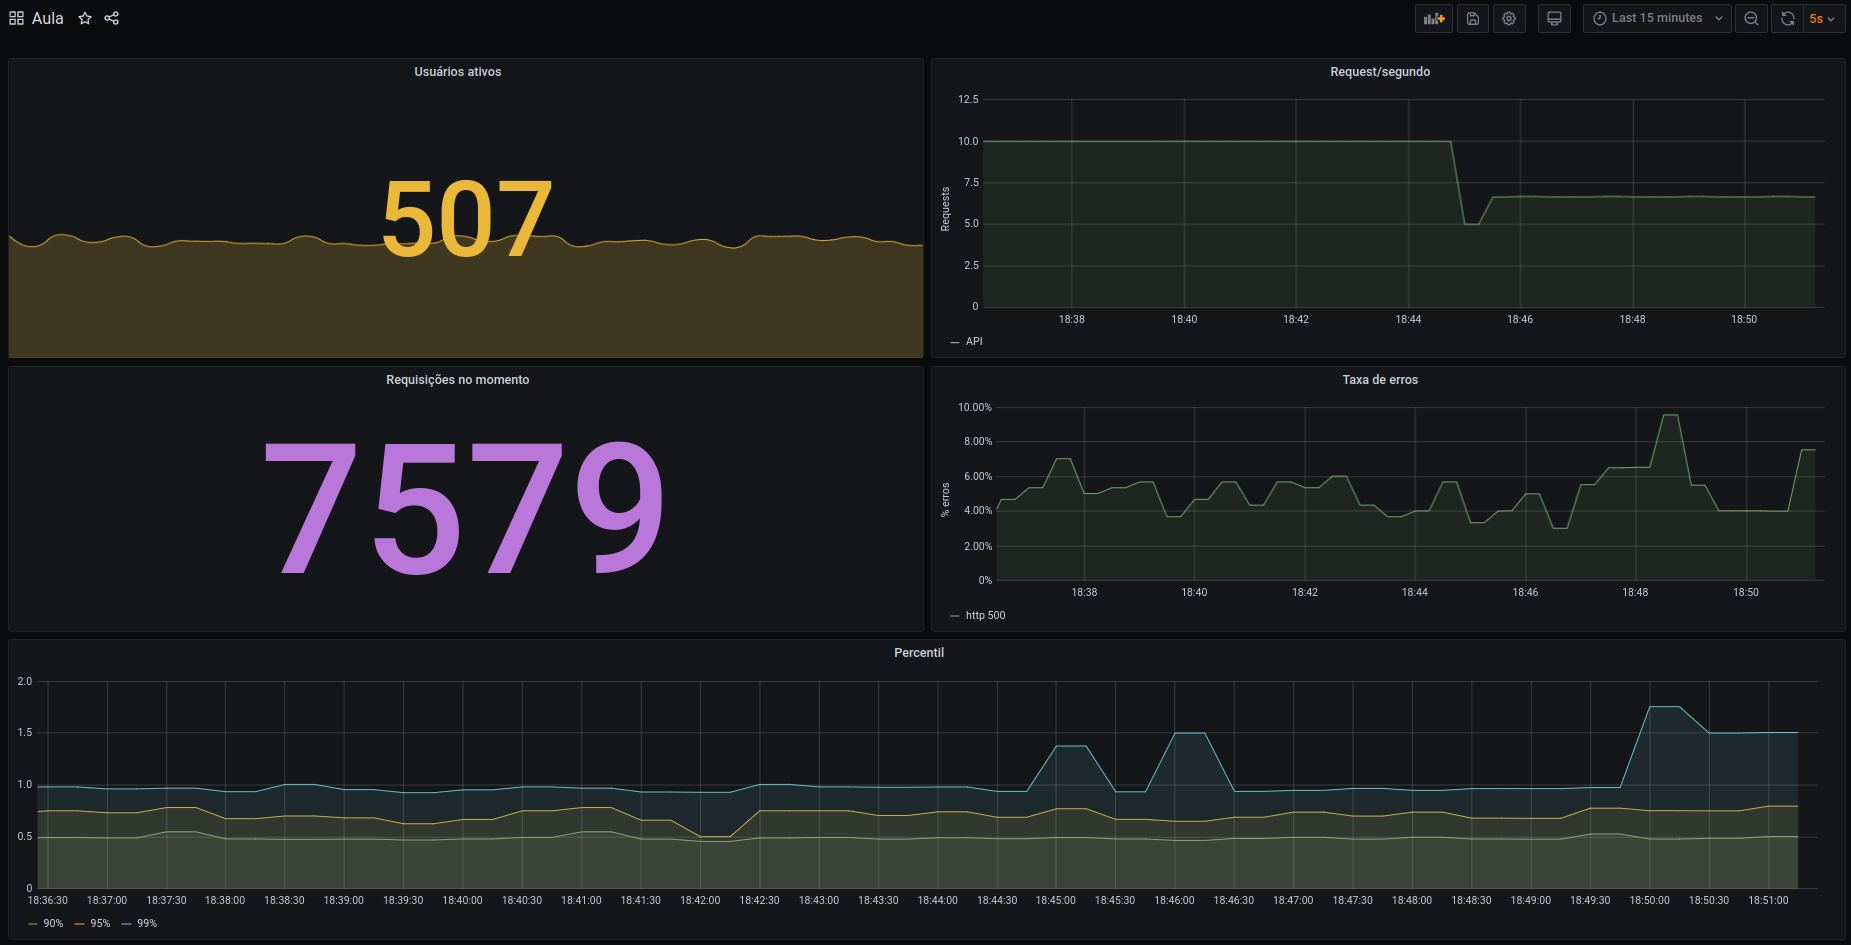 Aula
Last 15 minutes
5s
Usuários ativos
507
Request/segundo
12.5
10.0
7.5
5.0
2.5
0
Requests
18:38 18:40 18:42 18:44 18:46 18:48 18:50
API
Requisições no momento
7579
Taxa de erros
10.00%
8.00%
6.00%
4.00%
2.00%
0%
% erros
18:38 18:40 18:42 18:44 18:46 18:48 18:50
http 500
Percentil
2.0
1.5
1.0
0.5
0
18:36:30 18:37:00 18:37:30 18:38:00 18:38:30 18:39:00 18:39:30 18:40:00 18:40:30 18:41:00 18:41:30 18:42:00 18:42:30 18:43:00 18:43:30 18:44:00 18:44:30 18:45:00 18:45:30 18:46:00 18:46:30 18:47:00 18:47:30 18:48:00 18:48:30 18:49:00 18:49:30 18:50:00 18:50:30 18:51:00
90% 95% 99%